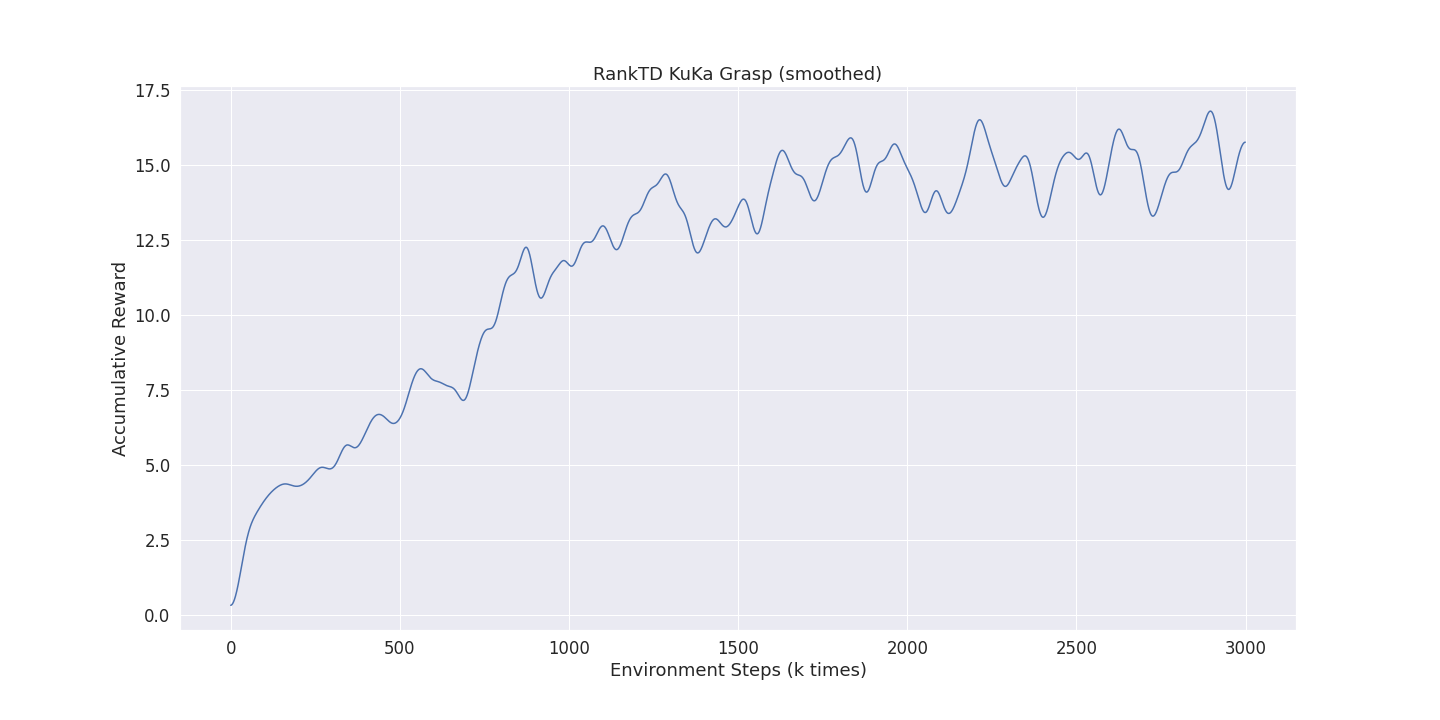 RankTD KuKa Grasp (smoothed)
17.5
15.0
12.5
10.0
7.5
5.0
2.5
0.0
Accumulative Reward
0 500 1000 1500 2000 2500 3000
Environment Steps (k times)